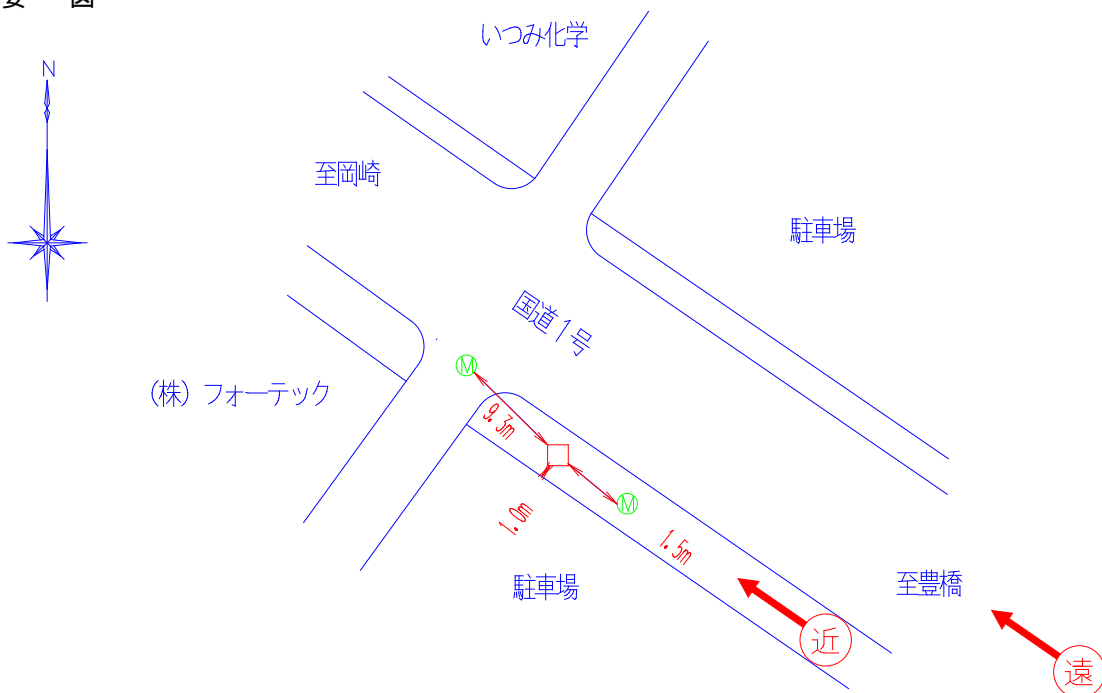 要 図
いつみ化学
N
至岡崎
駐車場
国道1号
M
(株) フォーテック
9.3m
M
1.0m
1.5m
駐車場
至豊橋
近
遠